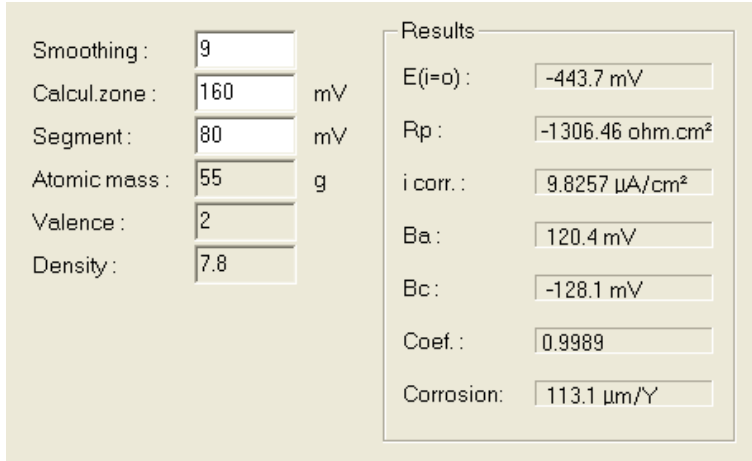 Smoothing : 9
Calcul.zone : 160 mV
Segment : 80 mV
Atomic mass : 55 g
Valence : 2
Density : 7.8
Results
E(i=o) : -443.7 mV
Rp : -1306.46 ohm.cm²
i corr. : 9.8257 µA/cm²
Ba : 120.4 mV
Bc : -128.1 mV
Coef. : 0.9989
Corrosion: 113.1 µm/Y